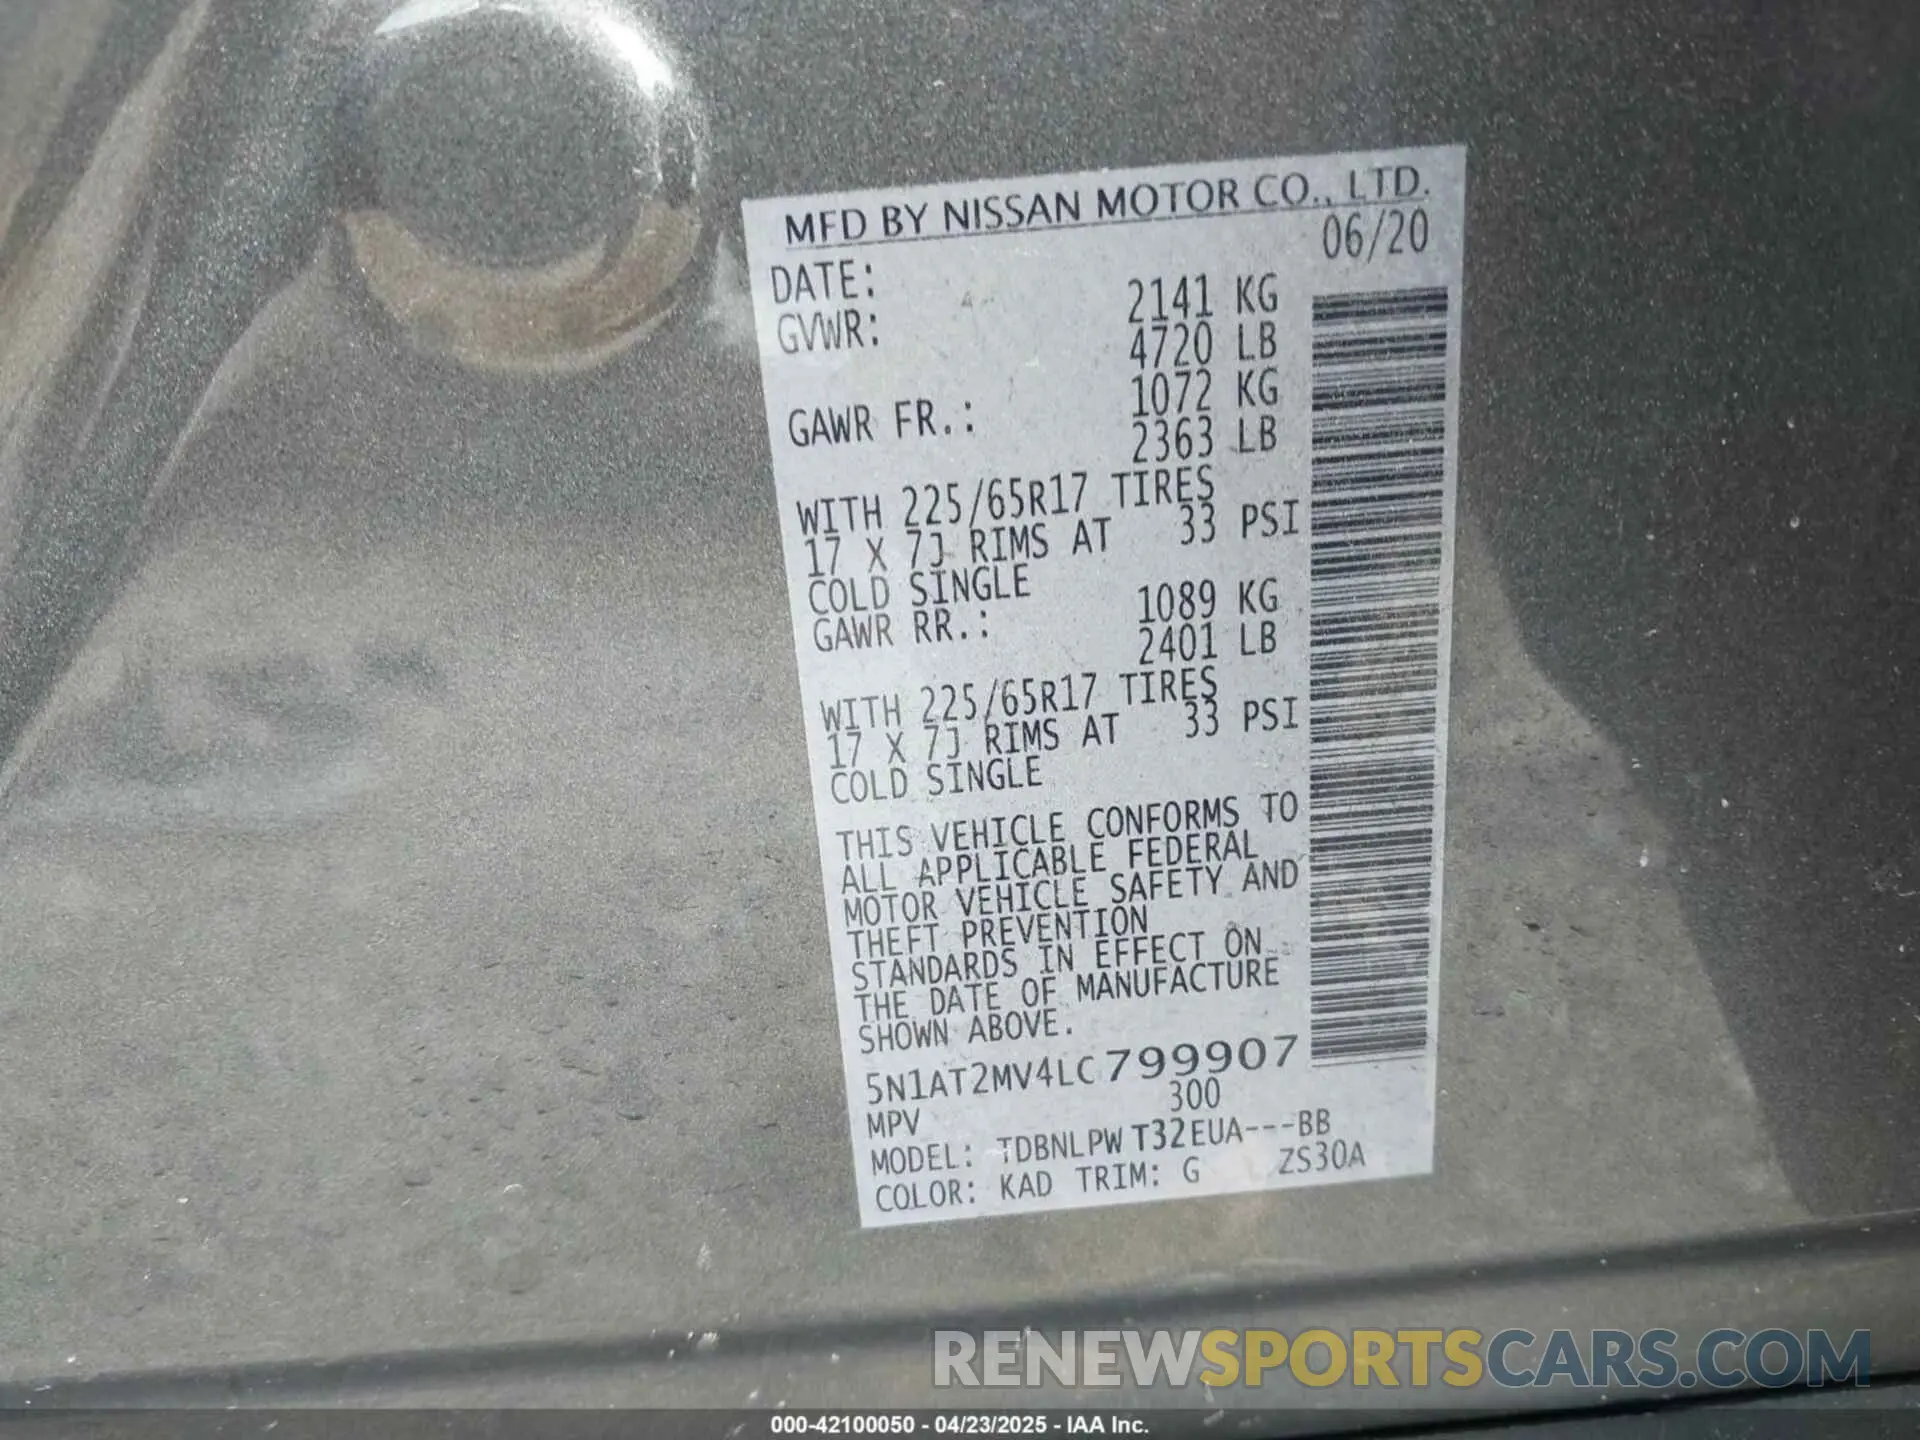 MFD BY NISSAN MOTOR CO., LTD.
DATE: 06/20
GVWR: 2141 KG
4720 LB
GAWR FR.: 1072 KG
2363 LB
WITH 225/65R17 TIRES
17 X 7J RIMS AT 33 PSI
COLD SINGLE
GAWR RR.: 1089 KG
2401 LB
WITH 225/65R17 TIRES
17 X 7J RIMS AT 33 PSI
COLD SINGLE
THIS VEHICLE CONFORMS TO
ALL APPLICABLE FEDERAL
MOTOR VEHICLE SAFETY AND
THEFT PREVENTION
STANDARDS IN EFFECT ON
THE DATE OF MANUFACTURE
SHOWN ABOVE.
5N1AT2MV4LC799907
MPV 300
MODEL: TDBNLPWT32EUA---BB
COLOR: KAD TRIM: G ZS30A
RENEWSPORTSCARS.COM
000-42100050 - 04/23/2025 - IAA Inc.